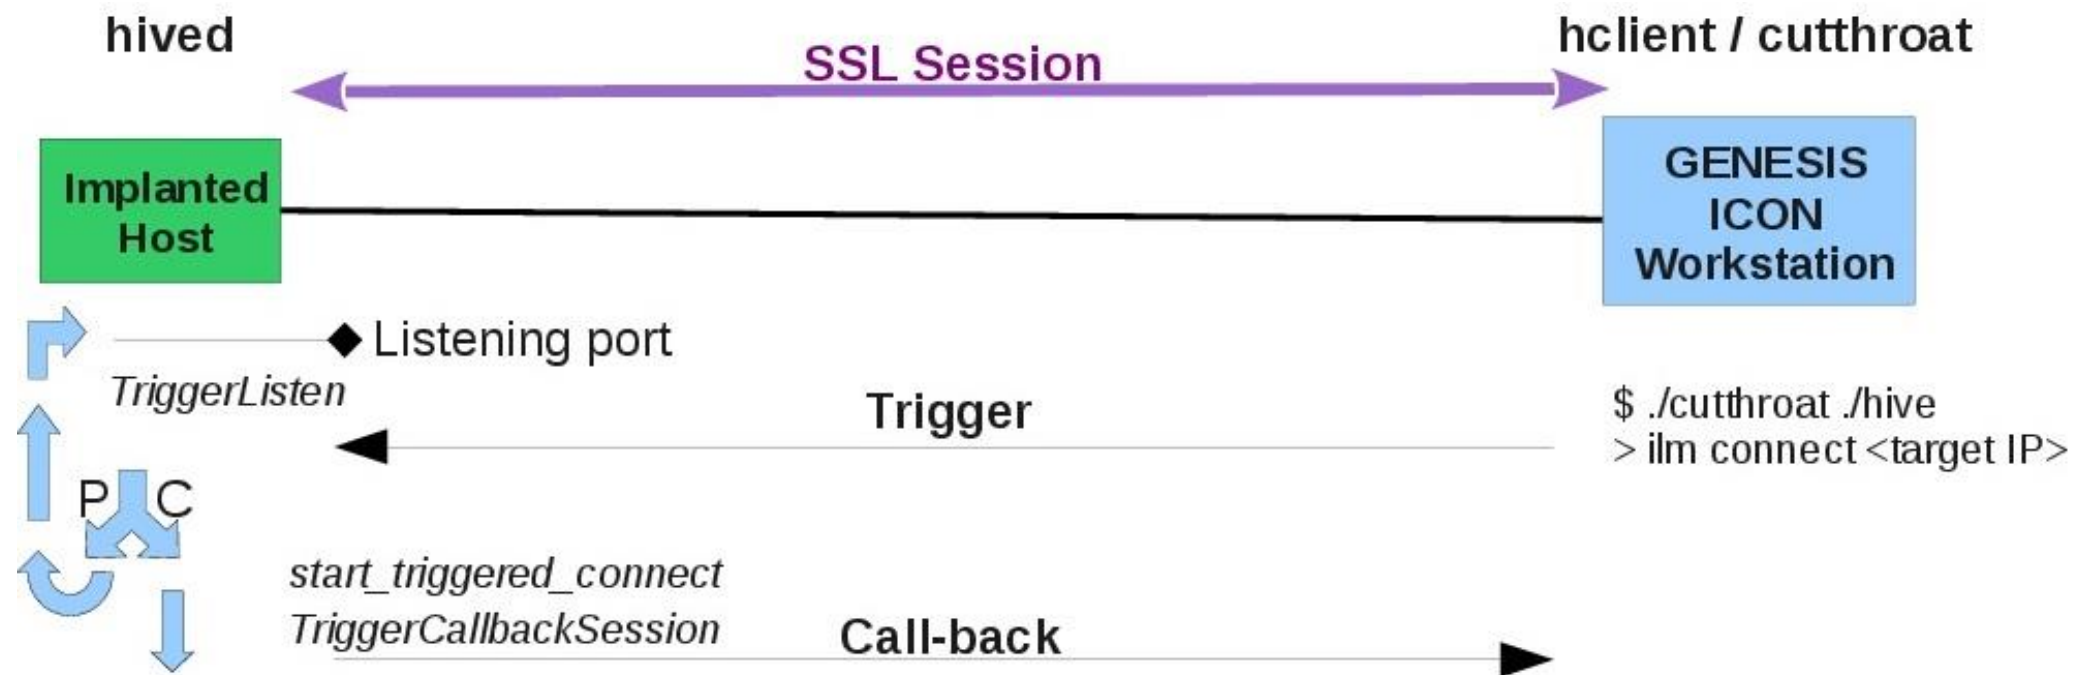 hived
SSL Session
hclient / cutthroat
Implanted
Host
GENESIS
ICON
Workstation
Listening port
TriggerListen
Trigger
$ ./cutthroat ./hive
> ilm connect <target IP>
P C
start_triggered_connect
TriggerCallbackSession
Call-back